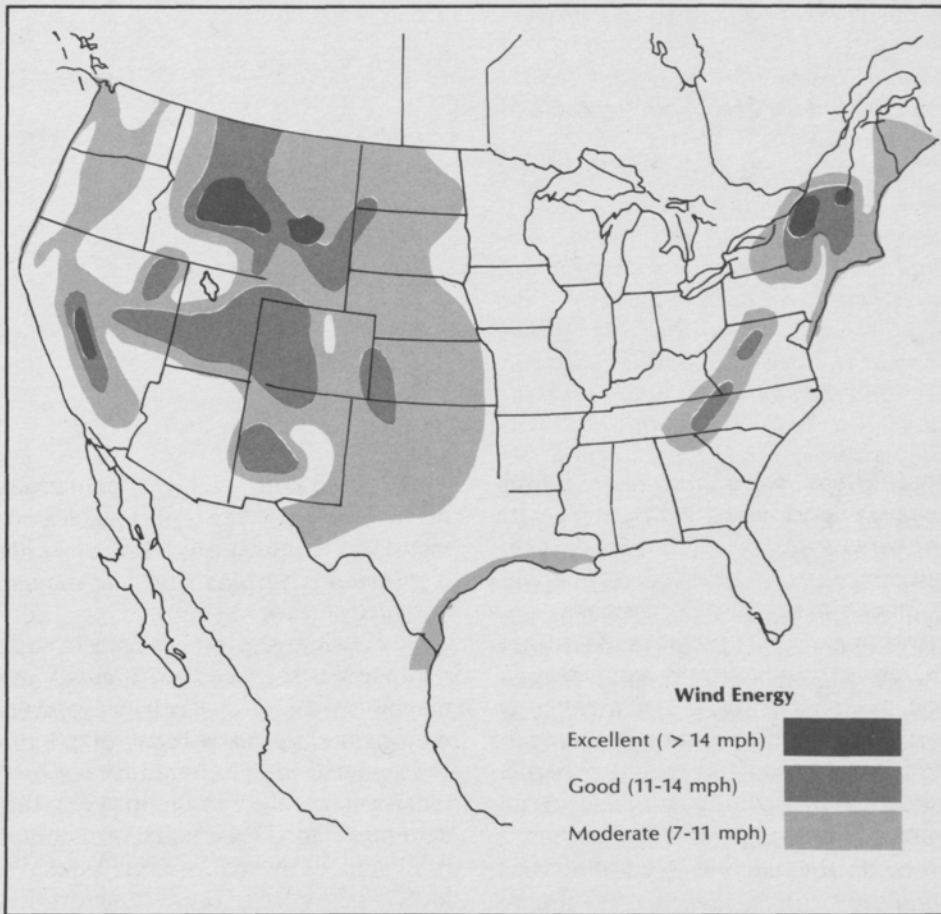 Wind Energy
Excellent (> 14 mph)
Good (11-14 mph)
Moderate (7-11 mph)